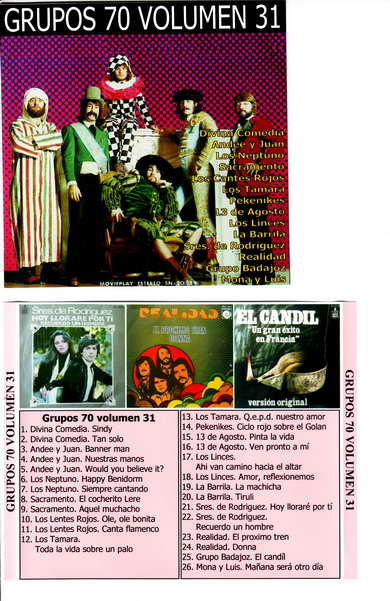 GRUPOS 70 VOLUMEN 31
Divina Comedia
Andee y Juan
Los Neptuno
Sacramento
Los Lentes Rojos
Los Tamara
Pekenikes
13 de Agosto
Los Linces
La Barrila
Sres. de Rodriguez
Realidad
Grupo Badajoz
Mona y Luis
MOVIEPLAY ESTEREO SN-20.
Sres. de Rodriguez
HOY LLORARE POR TI
RECUERDO UN HOMBRE
REALIDAD
EL PROXIMO TREN
DONNA
EL CANDIL
"Un gran éxito
en Francia"
versión original
GRUPOS 70 VOLUMEN 31
Grupos 70 volumen 31
1. Divina Comedia. Sindy
2. Divina Comedia. Tan solo
3. Andee y Juan. Banner man
4. Andee y Juan. Nuestras manos
5. Andee y Juan. Would you believe it?
6. Los Neptuno. Happy Benidorm
7. Los Neptuno. Siempre cantando
8. Sacramento. El cocherito Lere
9. Sacramento. Aquel muchacho
10. Los Lentes Rojos. Ole, ole bonita
11. Los Lentes Rojos. Canta flamenco
12. Los Tamara.
Toda la vida sobre un palo
13. Los Tamara. Q.e.p.d. nuestro amor
14. Pekenikes. Ciclo rojo sobre el Golan
15. 13 de Agosto. Pinta la vida
16. 13 de Agosto. Ven pronto a mí
17. Los Linces.
Ahi van camino hacia el altar
18. Los Linces. Amor, reflexionemos
19. La Barrila. La machicha
20. La Barrila. Tiruli
21. Sres. de Rodriguez. Hoy lloraré por tí
22. Sres. de Rodriguez.
Recuerdo un hombre
23. Realidad. El proximo tren
24. Realidad. Donna
25. Grupo Badajoz. El candíl
26. Mona y Luis. Mañana será otro día
GRUPOS 70 VOLUMEN 31